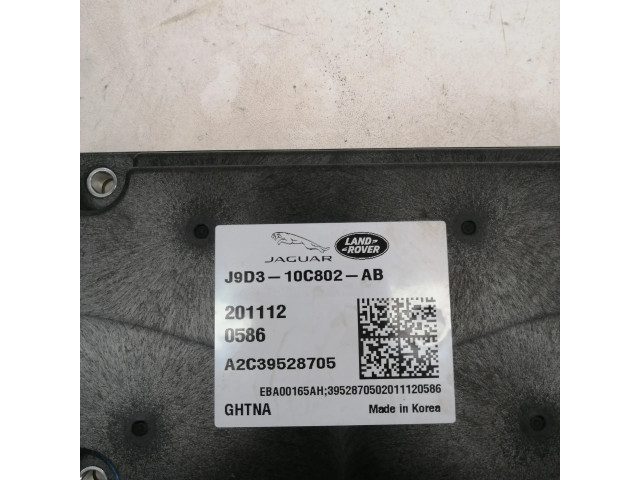 JAGUAR
LAND ROVER
J9D3-10C802-AB
201112
0586
A2C39528705
EBA00165AH;3952870502011120586
GHTNA Made in Korea